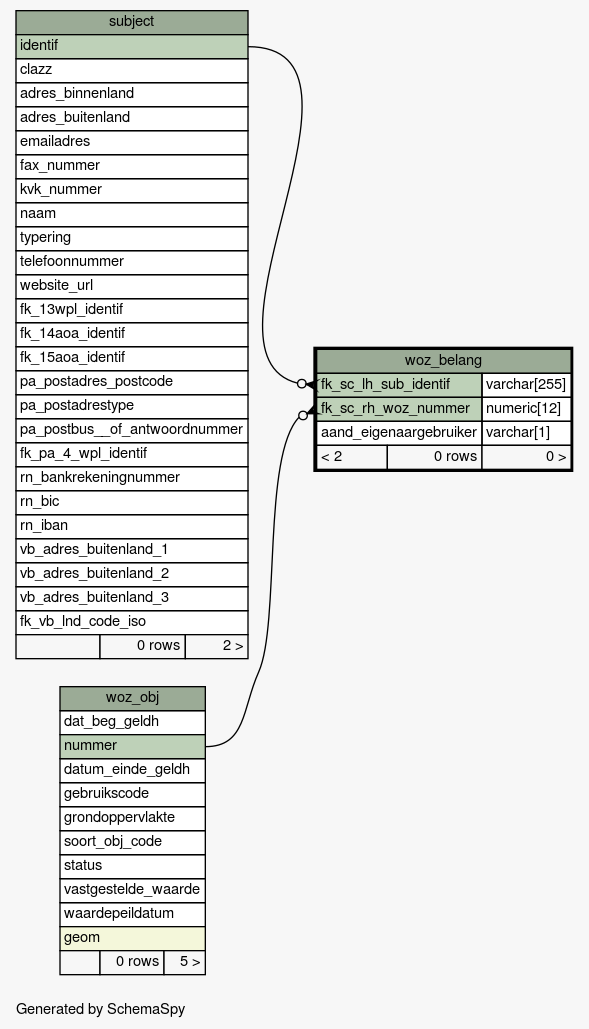 subject
identif
clazz
adres_binnenland
adres_buitenland
emailadres
fax_nummer
kvk_nummer
naam
typering
telefoonnummer
website_url
fk_13wpl_identif
fk_14aoa_identif
fk_15aoa_identif
pa_postadres_postcode
pa_postadrestype
pa_postbus__of_antwoordnummer
fk_pa_4_wpl_identif
rn_bankrekeningnummer
rn_bic
rn_iban
vb_adres_buitenland_1
vb_adres_buitenland_2
vb_adres_buitenland_3
fk_vb_lnd_code_iso
0 rows 2 >
woz_belang
fk_sc_lh_sub_identif varchar[255]
fk_sc_rh_woz_nummer numeric[12]
aand_eigenaargebruiker varchar[1]
< 2 0 rows 0 >
woz_obj
dat_beg_geldh
nummer
datum_einde_geldh
gebruikscode
grondoppervlakte
soort_obj_code
status
vastgestelde_waarde
waardepeildatum
geom
0 rows 5 >
Generated by SchemaSpy